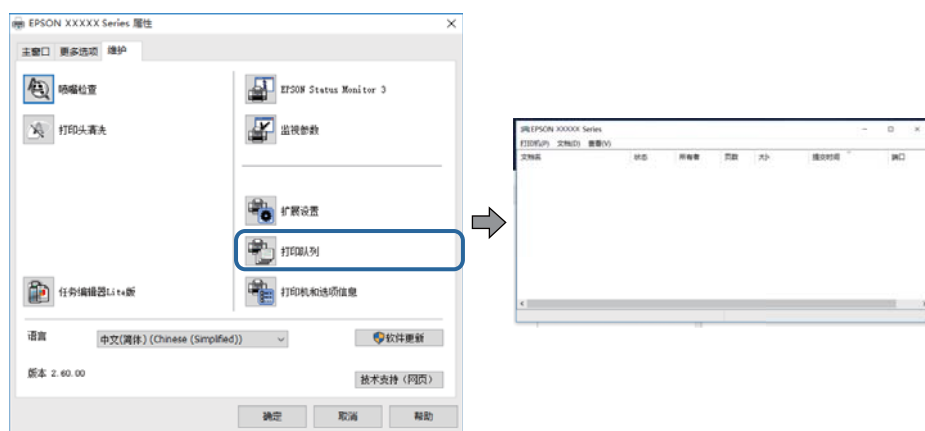 EPSON XXXXX Series 属性
主窗口 更多选项 维护
喷嘴检查
EPSON Status Monitor 3
打印头清洗
监视参数
扩展设置
打印队列
任务编辑器Lite版
打印机和选项信息
语言
中文(简体) (Chinese (Simplified))
软件更新
版本 2.60.00
技术支持（网页）
确定 取消 帮助
EPSON XXXXX Series
打印机(P) 文档(D) 查看(V)
文档名 状态 所有者 页数 大小 提交时间 端口